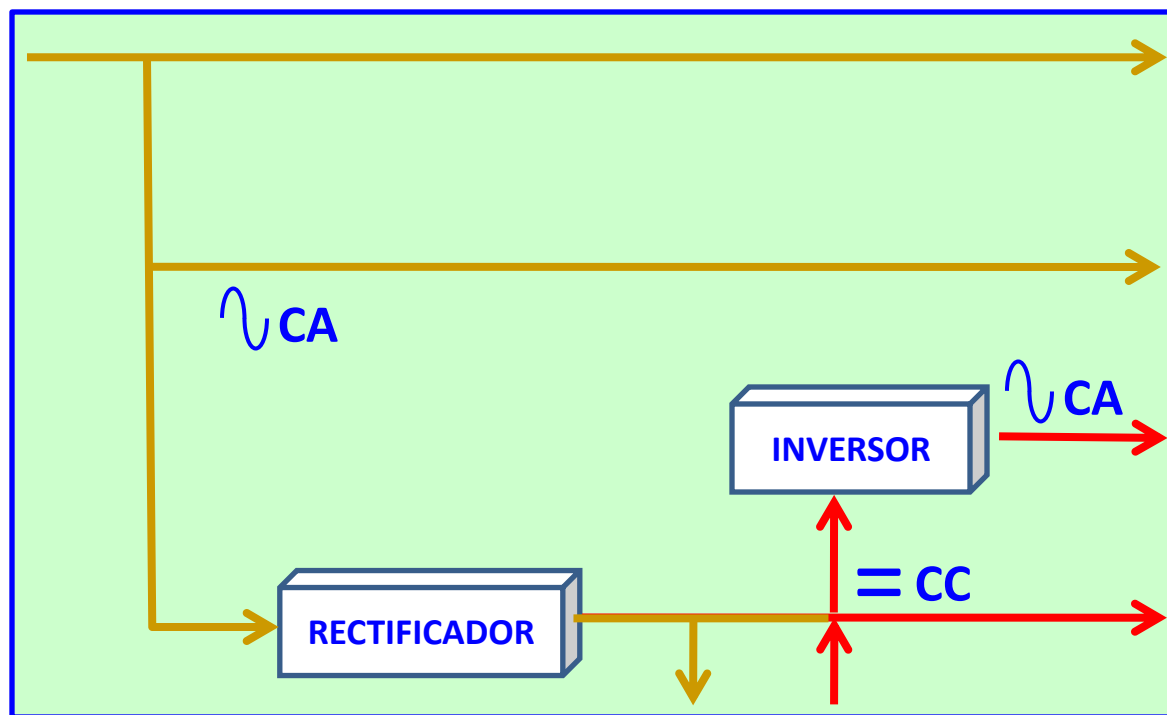 CA
CA
INVERSOR
= CC
RECTIFICADOR